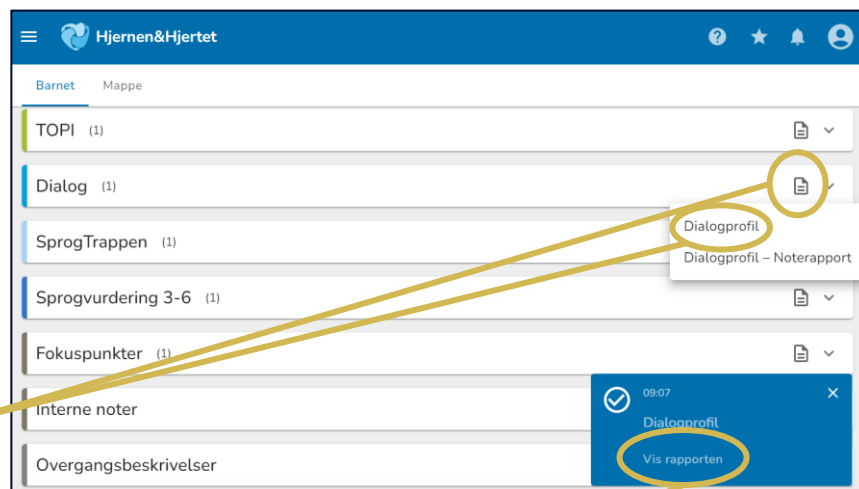 Hjernen&Hjertet
Barnet Mappe
TOPI (1)
Dialog (1)
Dialogprofil
SprogTrappen (1)
Dialogprofil – Noterapport
Sprogvurdering 3-6 (1)
Fokuspunkter (1)
09:07
Interne noter
Dialogprofil
Vis rapporten
Overgangsbeskrivelser